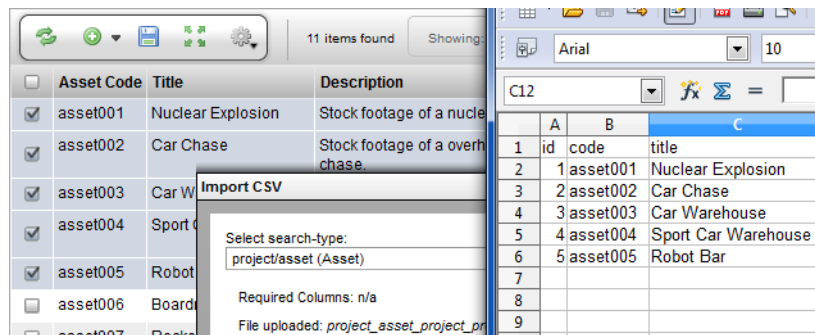 11 items found
Showing:
Asset Code Title Description
asset001 Nuclear Explosion Stock footage of a
asset002 Car Chase Stock footage of a
chase.
asset003 Car
asset004 Sport
asset005 Robot
asset006
Import CSV
Select search-type:
project/asset (Asset)
Required Columns: n/a
File uploaded:
PDF
Arial 10
C12
A B C
1 id code title
2 1 asset001 Nuclear Explosion
3 2 asset002 Car Chase
4 3 asset003 Car Warehouse
5 4 asset004 Sport Car Warehouse
6 5 asset005 Robot Bar
7
8
9